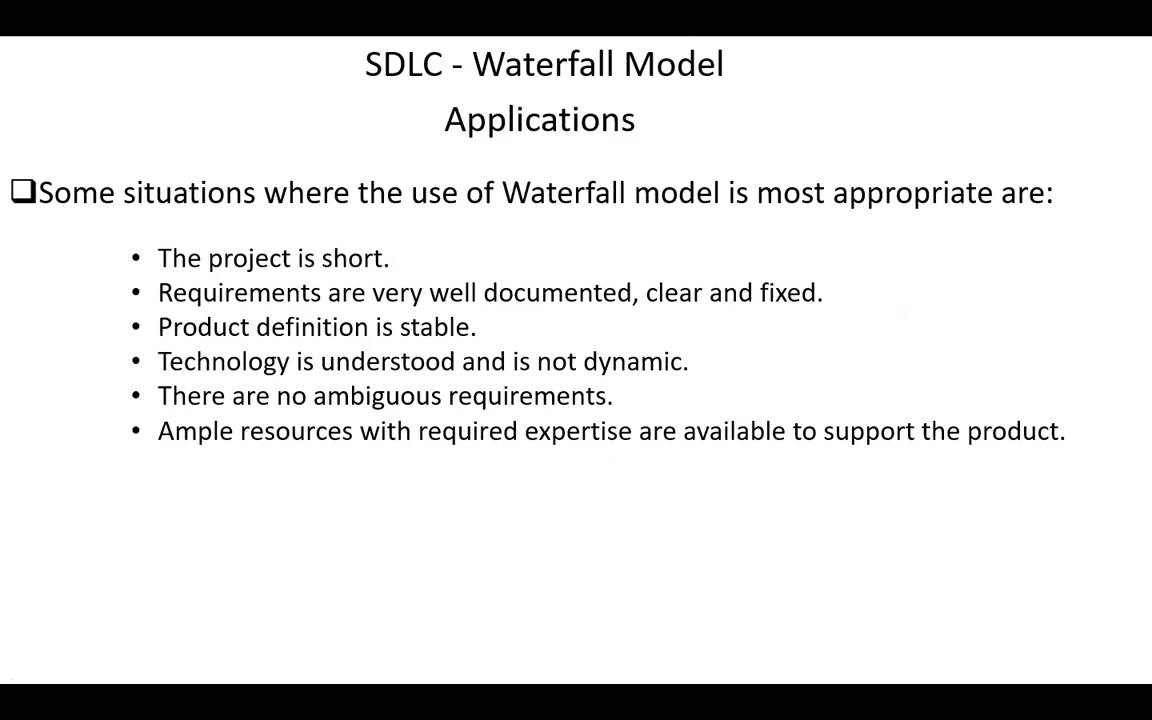 SDLC - Waterfall Model
Applications
❑Some situations where the use of Waterfall model is most appropriate are:
• The project is short.
• Requirements are very well documented, clear and fixed.
• Product definition is stable.
• Technology is understood and is not dynamic.
• There are no ambiguous requirements.
• Ample resources with required expertise are available to support the product.